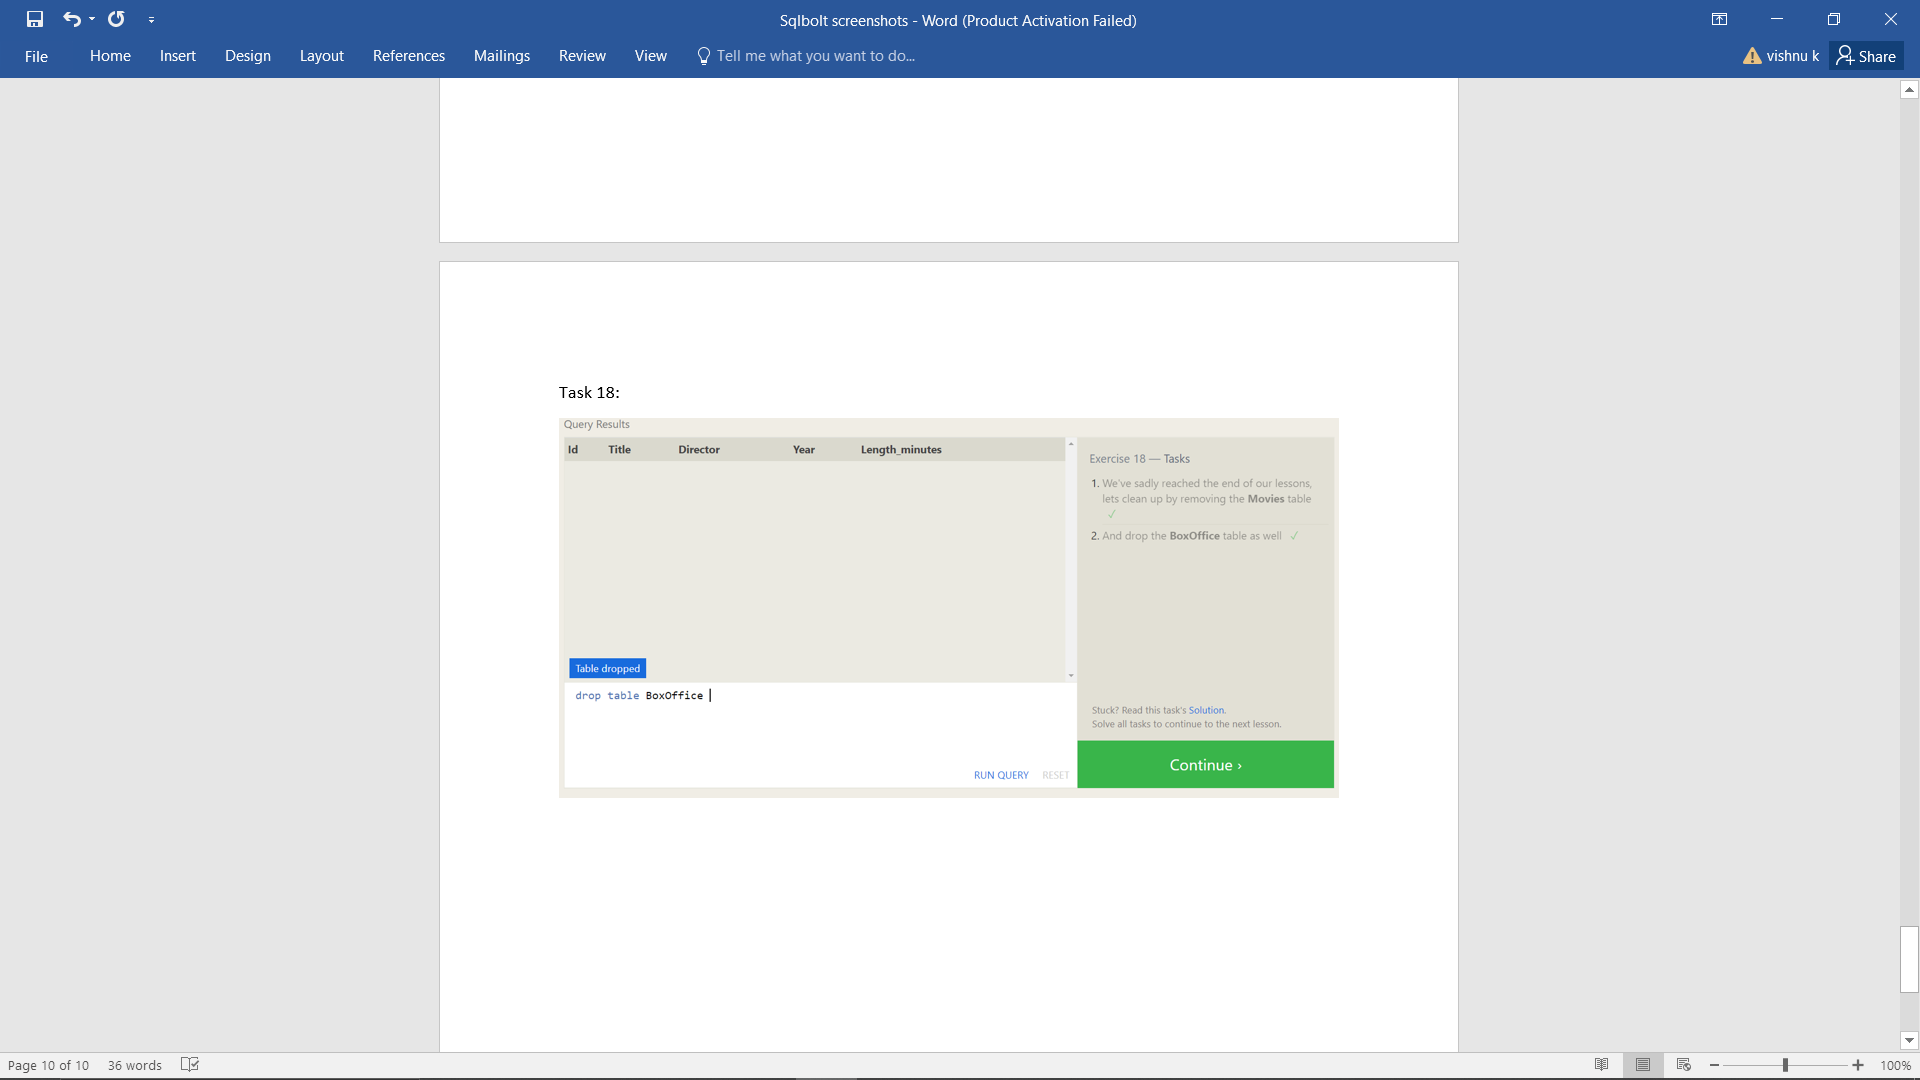 Sqlbolt screenshots - Word (Product Activation Failed)
File Home Insert Design Layout References Mailings Review View Tell me what you want to do...
vishnu k Share
Task 18:
Query Results
Id Title Director Year Length_minutes
Exercise 18 — Tasks
1. We've sadly reached the end of our lessons,
lets clean up by removing the Movies table
✓
2. And drop the BoxOffice table as well ✓
Table dropped
drop table BoxOffice
Stuck? Read this task's Solution.
Solve all tasks to continue to the next lesson.
RUN QUERY RESET
Continue ›
Page 10 of 10 36 words
100%